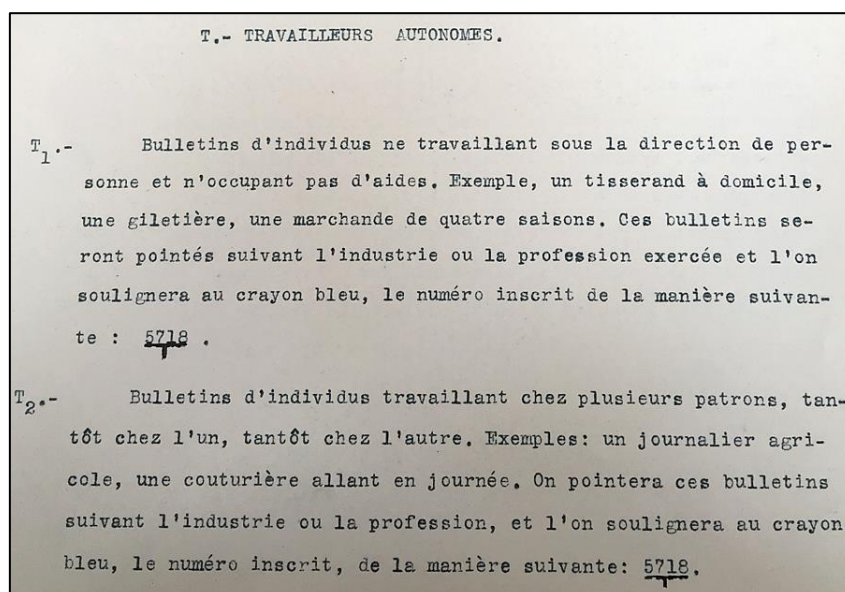 T.- TRAVAILLEURS AUTONOMES.
T1.- Bulletins d'individus ne travaillant sous la direction de per-
sonne et n'occupant pas d'aides. Exemple, un tisserand à domicile,
une giletière, une marchande de quatre saisons. Ces bulletins se-
ront pointés suivant l'industrie ou la profession exercée et l'on
soulignera au crayon bleu, le numéro inscrit de la manière suivan-
te : 5718 .
T2.- Bulletins d'individus travaillant chez plusieurs patrons, tan-
tôt chez l'un, tantôt chez l'autre. Exemples: un journalier agri-
cole, une couturière allant en journée. On pointera ces bulletins
suivant l'industrie ou la profession, et l'on soulignera au crayon
bleu, le numéro inscrit, de la manière suivante: 5718.